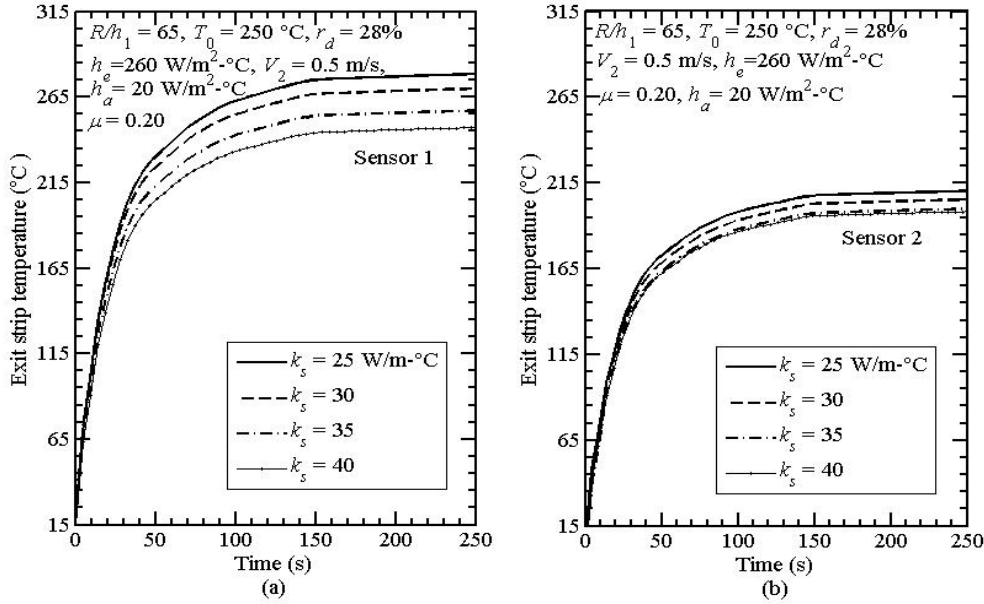 R/h1 = 65, T0 = 250 °C, rd = 28%
he=260 W/m²-°C, V2 = 0.5 m/s,
ha= 20 W/m²-°C
μ = 0.20
Sensor 1
Exit strip temperature (°C)
315
265
215
165
115
65
15
ks = 25 W/m-°C
ks = 30
ks = 35
ks = 40
0
50
100
150
200
250
Time (s)
(a)
R/h1 = 65, T0 = 250 °C, rd = 28%
V2 = 0.5 m/s, he=260 W/m²-°C
μ = 0.20, ha= 20 W/m²-°C
Sensor 2
Exit strip temperature (°C )
315
265
215
165
115
65
15
ks = 25 W/m-°C
ks = 30
ks = 35
ks = 40
0
50
100
150
200
250
Time (s)
(b)